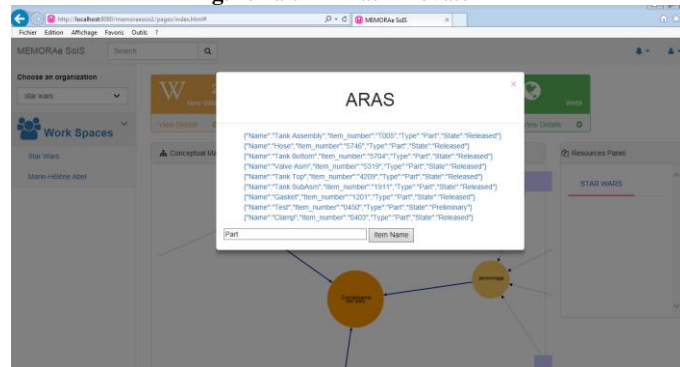 http://localhost:8080/memoraesois2/pages/index.html#
MEMORAe SoIS
Fichier Edition Affichage Favoris Outils ?
MEMORAe SoIS
Search
Choose an organization
star wars
Work Spaces
Star Wars
Marie-Hélène Abel
W
New
View Details
Conceptual Ma
ARAS
{"Name":"Tank Assembly","Item_number":"T005","Type":"Part","State":"Released"}
{"Name":"Hose","Item_number":"5746","Type":"Part","State":"Released"}
{"Name":"Tank Bottom","Item_number":"5704","Type":"Part","State":"Released"}
{"Name":"Valve Asm","Item_number":"5319","Type":"Part","State":"Released"}
{"Name":"Tank Top","Item_number":"4209","Type":"Part","State":"Released"}
{"Name":"Tank SubAsm","Item_number":"1911","Type":"Part","State":"Released"}
{"Name":"Gasket","Item_number":"1201","Type":"Part","State":"Released"}
{"Name":"Test","Item_number":"0450","Type":"Part","State":"Preliminary"}
{"Name":"Clamp","Item_number":"0403","Type":"Part","State":"Released"}
Part
Item Name
View Details
Resources Panel
STAR WARS
personnage